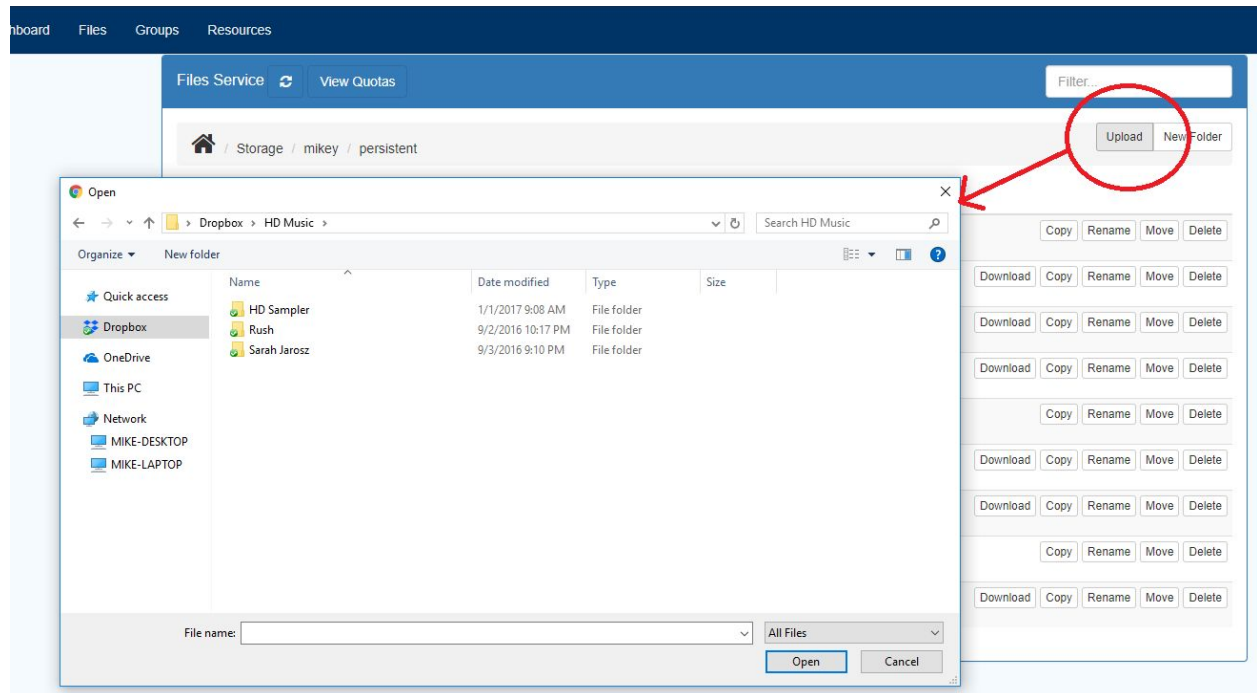 hboard Files Groups Resources
Files Service View Quotas Filter...
/ Storage / mikey / persistent Upload New Folder
Open
> Dropbox > HD Music > Search HD Music
Organize New folder
Name Date modified Type Size
Quick access
HD Sampler 1/1/2017 9:08 AM File folder
Dropbox
Rush 9/2/2016 10:17 PM File folder
Sarah Jarosz 9/3/2016 9:10 PM File folder
OneDrive
This PC
Network
MIKE-DESKTOP
MIKE-LAPTOP
File name: All Files
Open Cancel
Copy Rename Move Delete
Download Copy Rename Move Delete
Download Copy Rename Move Delete
Download Copy Rename Move Delete
Copy Rename Move Delete
Download Copy Rename Move Delete
Download Copy Rename Move Delete
Copy Rename Move Delete
Download Copy Rename Move Delete